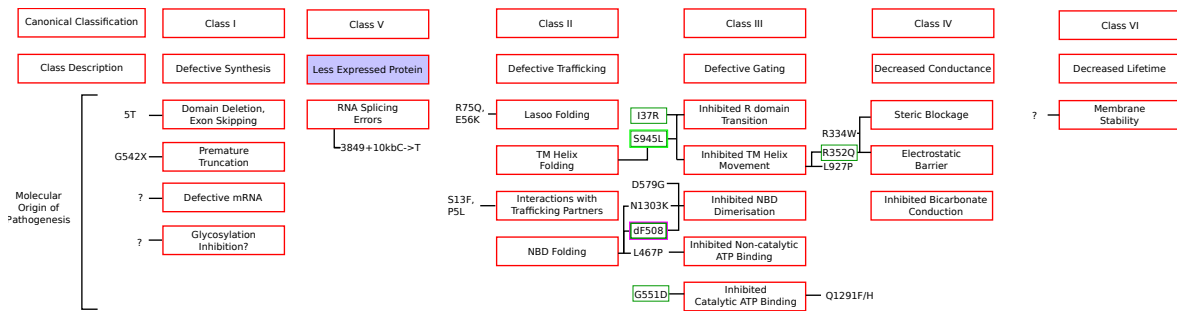 Canonical Classification
Class I
Class V
Class II
Class III
Class IV
Class VI
Class Description
Defective Synthesis
Less Expressed Protein
Defective Trafficking
Defective Gating
Decreased Conductance
Decreased Lifetime
Molecular
Origin of
Pathogenesis
5T
Domain Deletion,
Exon Skipping
G542X
Premature
Truncation
?
Defective mRNA
?
Glycosylation
Inhibition?
RNA Splicing
Errors
3849+10kbC->T
R75Q,
E56K
Lasoo Folding
TM Helix
Folding
S13F,
P5L
Interactions with
Trafficking Partners
NBD Folding
I37R
S945L
D579G
N1303K
dF508
L467P
G551D
Inhibited R domain
Transition
Inhibited TM Helix
Movement
Inhibited NBD
Dimerisation
Inhibited Non-catalytic
ATP Binding
Inhibited
Catalytic ATP Binding
Q1291F/H
R334W
R352Q
L927P
Steric Blockage
Electrostatic
Barrier
Inhibited Bicarbonate
Conduction
?
Membrane
Stability